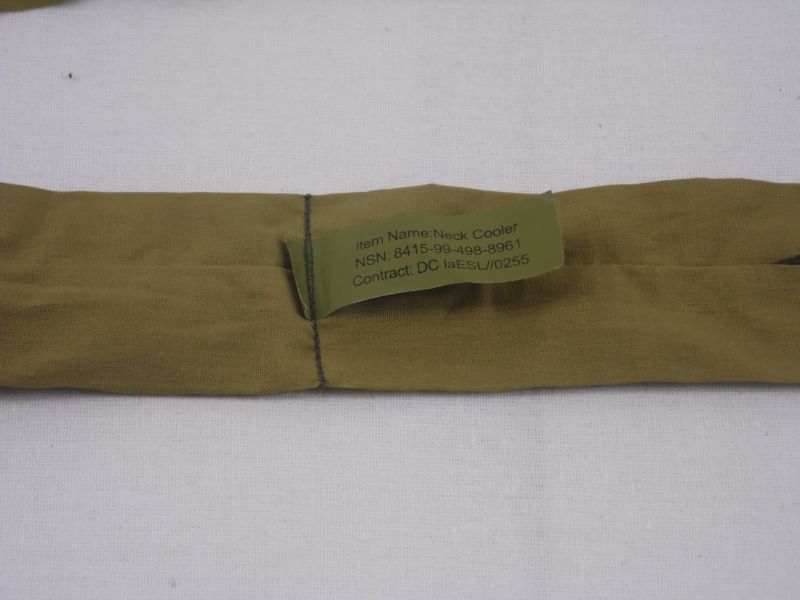 Item Name:Neck Cooler
NSN: 8415-99-498-8961
Contract: DC IaESL//0255